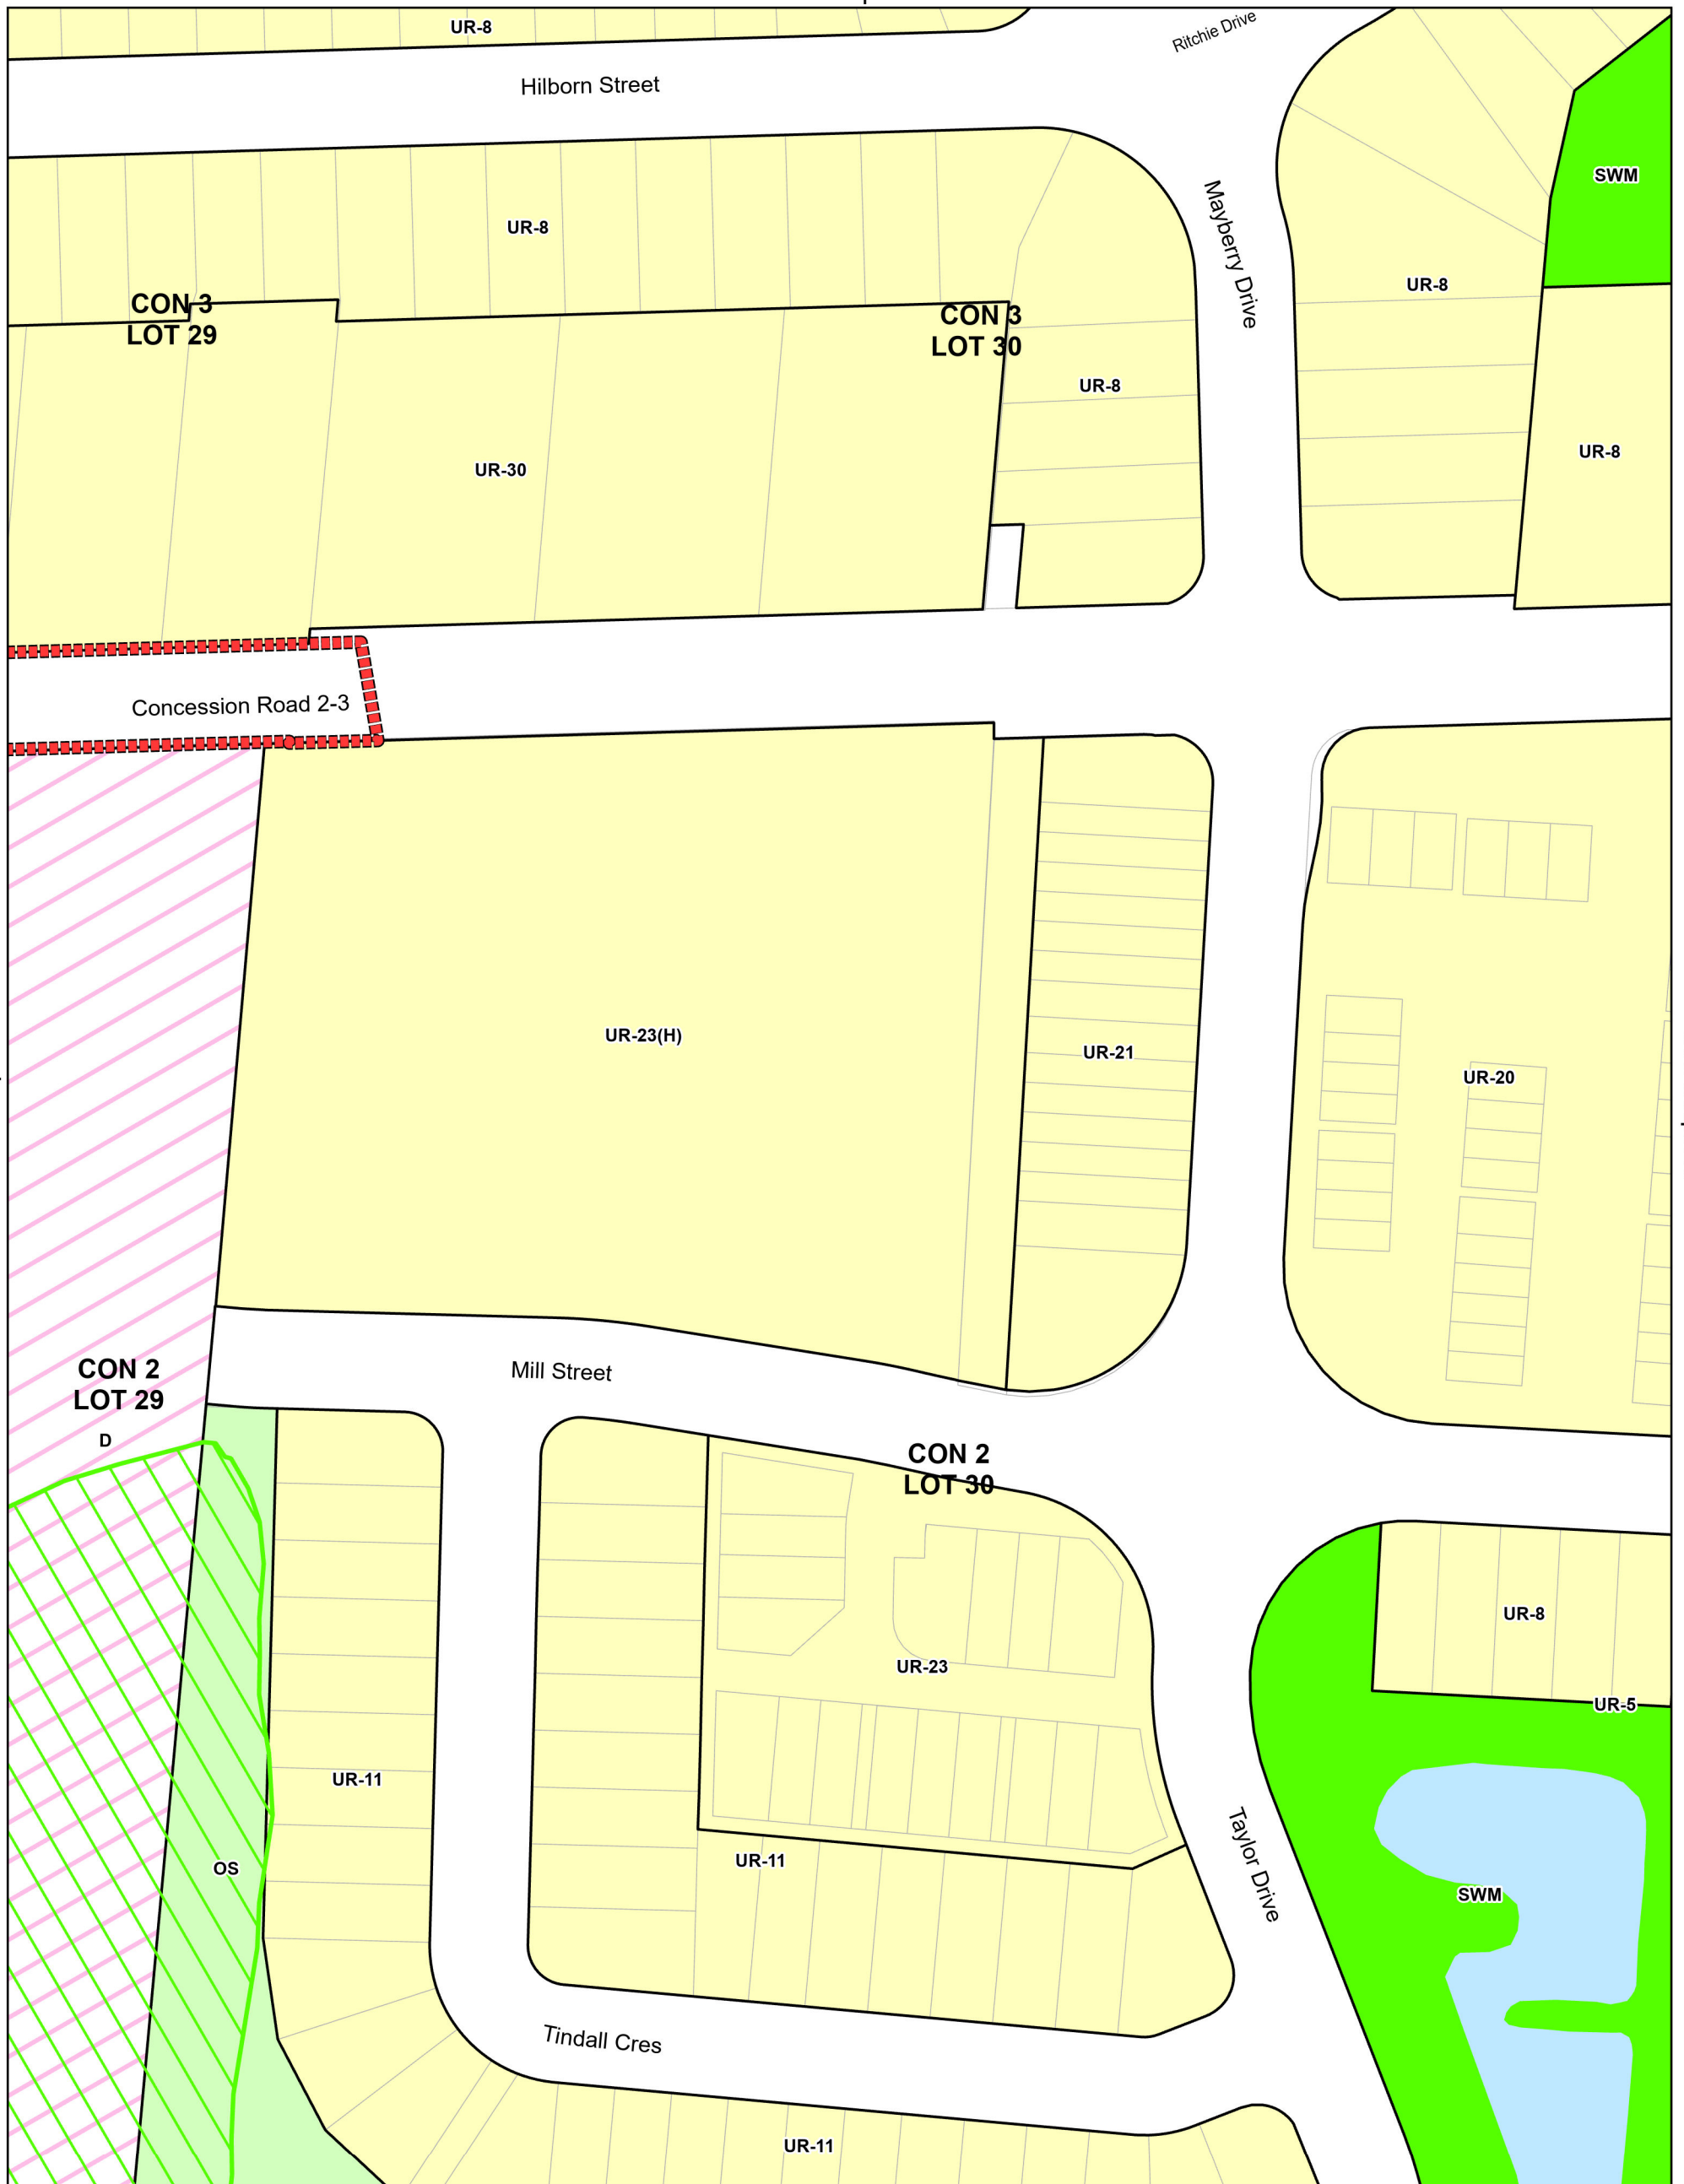 UR-8
Ritchie Drive
Hilborn Street
SWM
UR-8
Mayberry Drive
UR-8
CON 3
LOT 29
CON 3
LOT 30
UR-8
UR-8
UR-30
Concession Road 2-3
UR-23(H)
UR-21
UR-20
Mill Street
CON 2
LOT 29
D
CON 2
LOT 30
UR-8
UR-23
UR-5
UR-11
UR-11
OS
Taylor Drive
SWM
Tindall Cres
UR-11